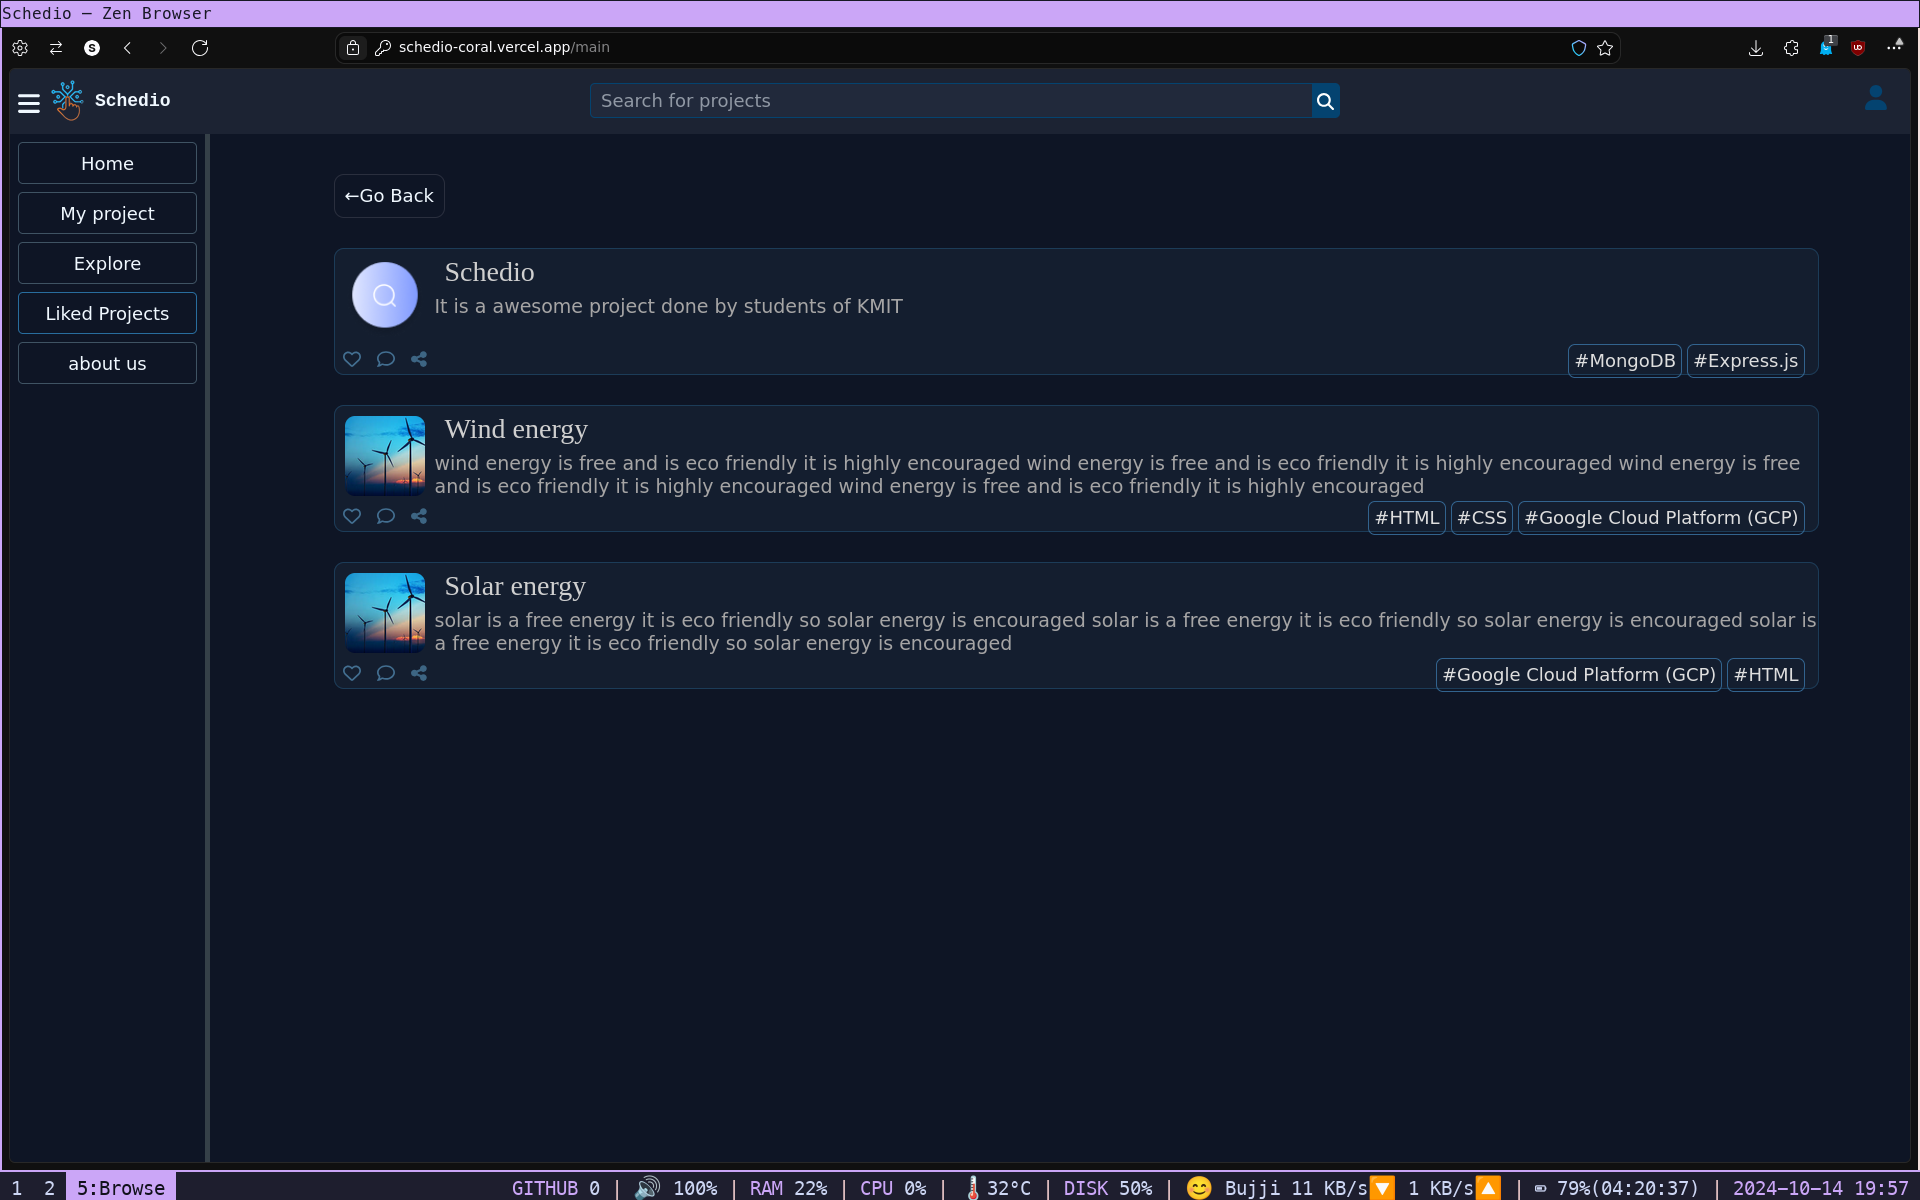 Schedio — Zen Browser
S
schedio-coral.vercel.app/main
1
Schedio
Search for projects
Home
My project
Explore
Liked Projects
about us
←Go Back
Schedio
It is a awesome project done by students of KMIT
#MongoDB #Express.js
Wind energy
wind energy is free and is eco friendly it is highly encouraged wind energy is free and is eco friendly it is highly encouraged wind energy is free
and is eco friendly it is highly encouraged wind energy is free and is eco friendly it is highly encouraged
#HTML #CSS #Google Cloud Platform (GCP)
Solar energy
solar is a free energy it is eco friendly so solar energy is encouraged solar is a free energy it is eco friendly so solar energy is encouraged solar is
a free energy it is eco friendly so solar energy is encouraged
#Google Cloud Platform (GCP) #HTML
1 2 5:Browse GITHUB 0 | 🔊 100% | RAM 22% | CPU 0% | 🌡32°C | DISK 50% | 😊 Bujji 11 KB/s🔽 1 KB/s🔼 | 79%(04:20:37) | 2024-10-14 19:57